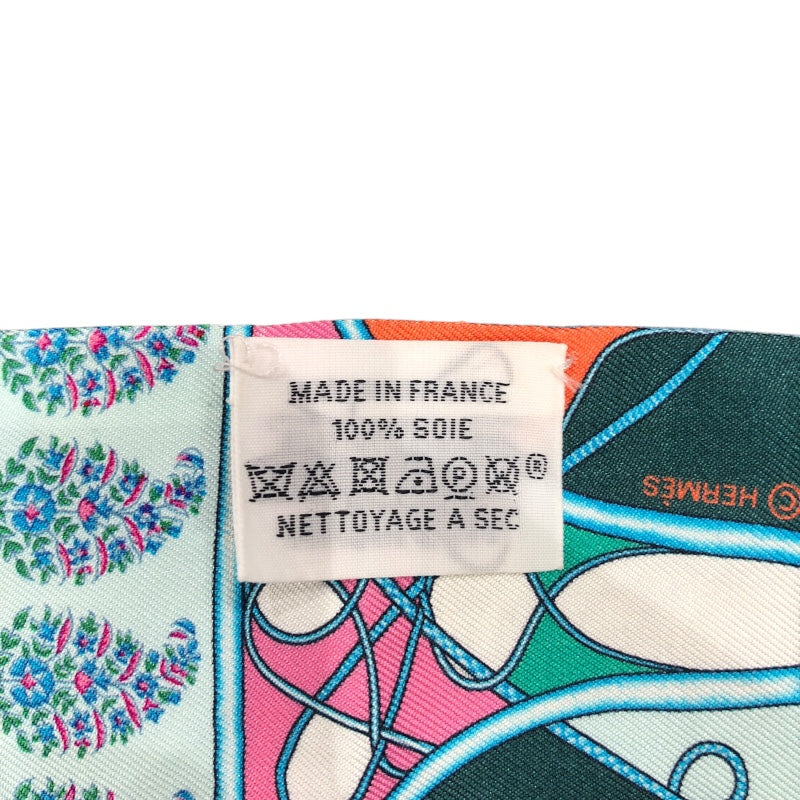 MADE IN FRANCE
100% SOIE
®
NETTOYAGE A SEC
© HERMÈS